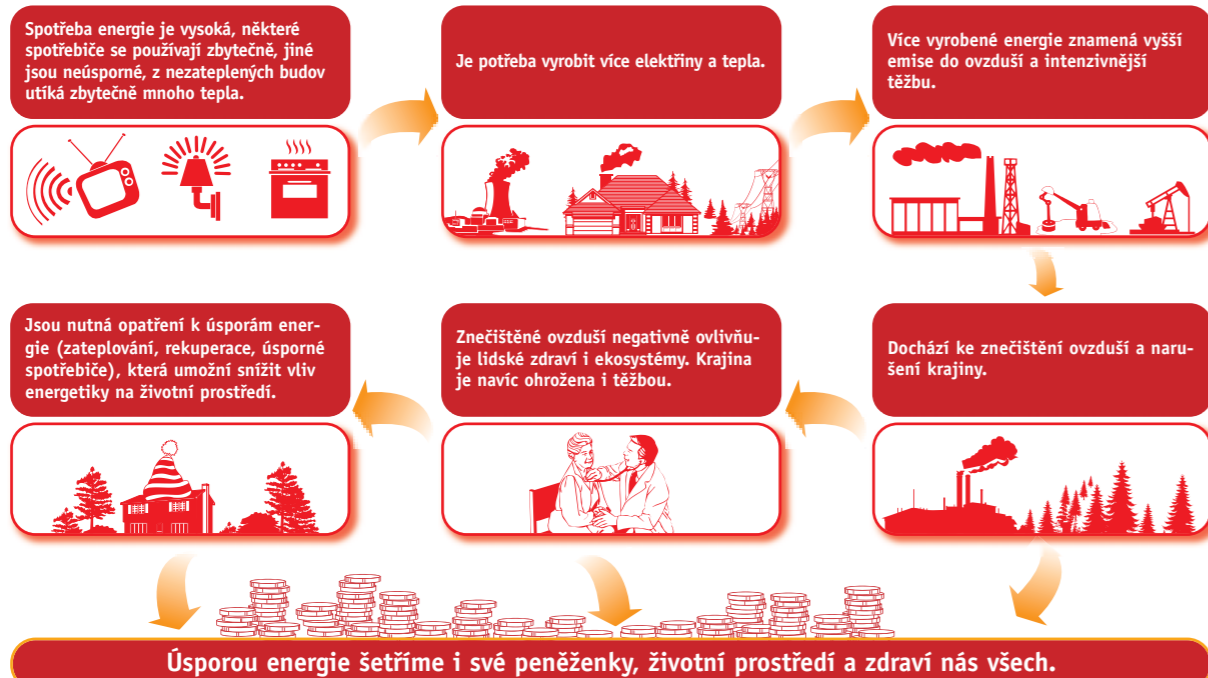 Spotřeba energie je vysoká, některé
spotřebiče se používají zbytečně, jiné
jsou neúsporné, z nezateplených budov
utíká zbytečně mnoho tepla.
Je potřeba vyrobit více elektřiny a tepla.
Více vyrobené energie znamená vyšší
emise do ovzduší a intenzivnější
těžbu.
Dochází ke znečištění ovzduší a naru-
šení krajiny.
Znečištěné ovzduší negativně ovlivňu-
je lidské zdraví i ekosystémy. Krajina
je navíc ohrožena i těžbou.
Jsou nutná opatření k úsporám ener-
gie (zateplování, rekuperace, úsporné
spotřebiče), která umožní snížit vliv
energetiky na životní prostředí.
Úsporou energie šetříme i své peněženky, životní prostředí a zdraví nás všech.